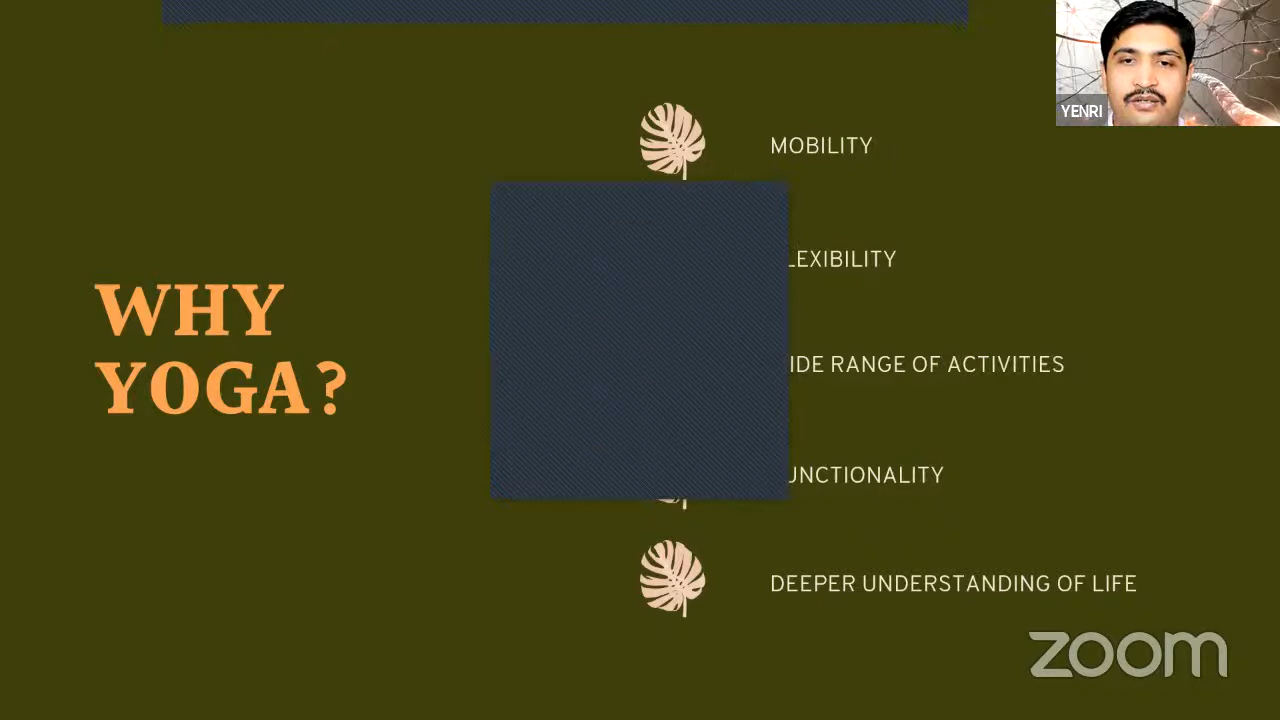 YENRI
MOBILITY
LEXIBILITY
WHY
YOGA?
IDE RANGE OF ACTIVITIES
UNCTIONALITY
DEEPER UNDERSTANDING OF LIFE
zoom